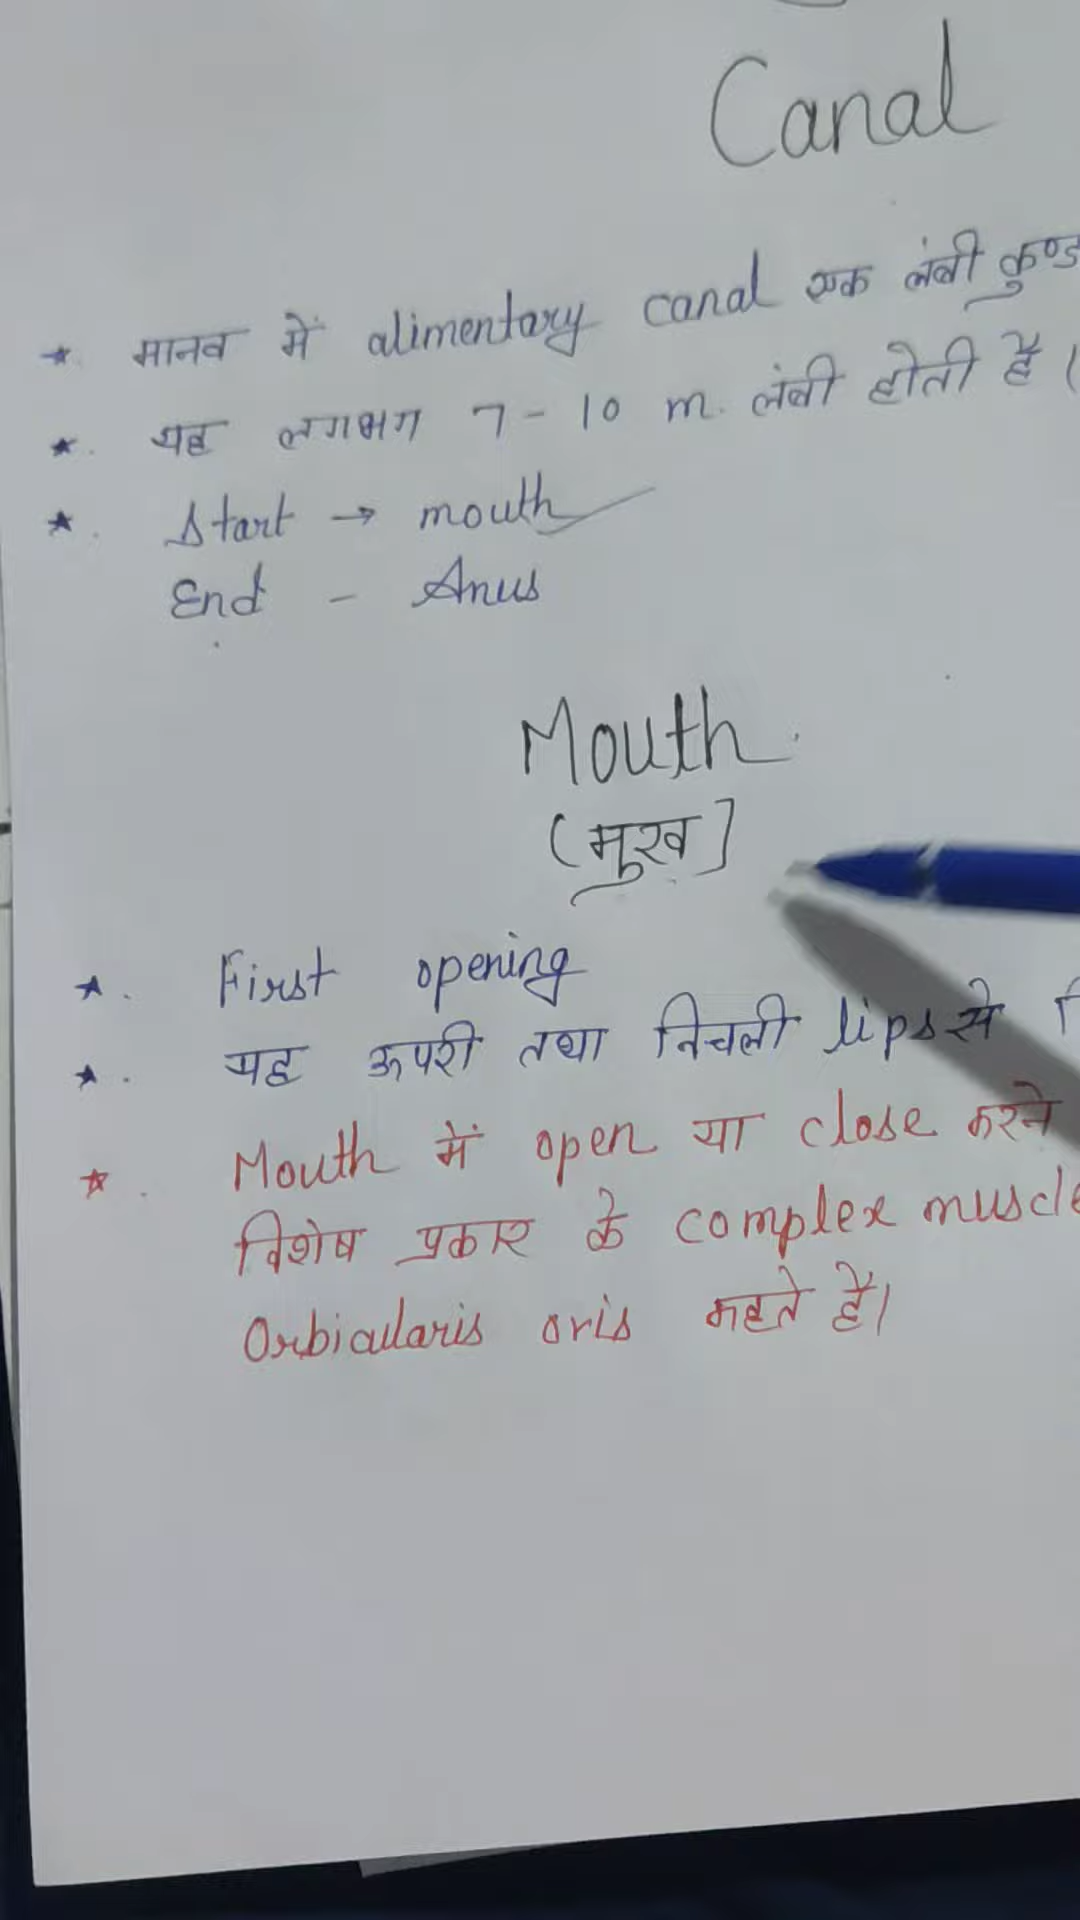 Canal
★. मानव में alimentary canal एक लंबी
★. यह लगभग 7-10 m. लंबी होती है।
★. Start → mouth
End - Anus
Mouth
(मुख]
★. First opening
★. यह ऊपरी तथा निचली lips से
★. Mouth में open या close करने
विशेष प्रकार के complex muscle
Orbicularis oris कहते हैं।